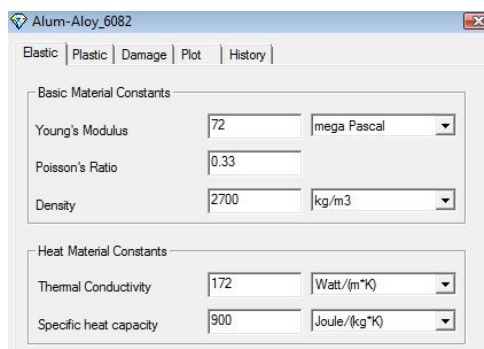 Alum-Aloy_6082
Elastic Plastic Damage Plot History
Basic Material Constants
Young's Modulus 72 mega Pascal
Poisson's Ratio 0.33
Density 2700 kg/m3
Heat Material Constants
Thermal Conductivity 172 Watt/(m*K)
Specific heat capacity 900 Joule/(kg*K)